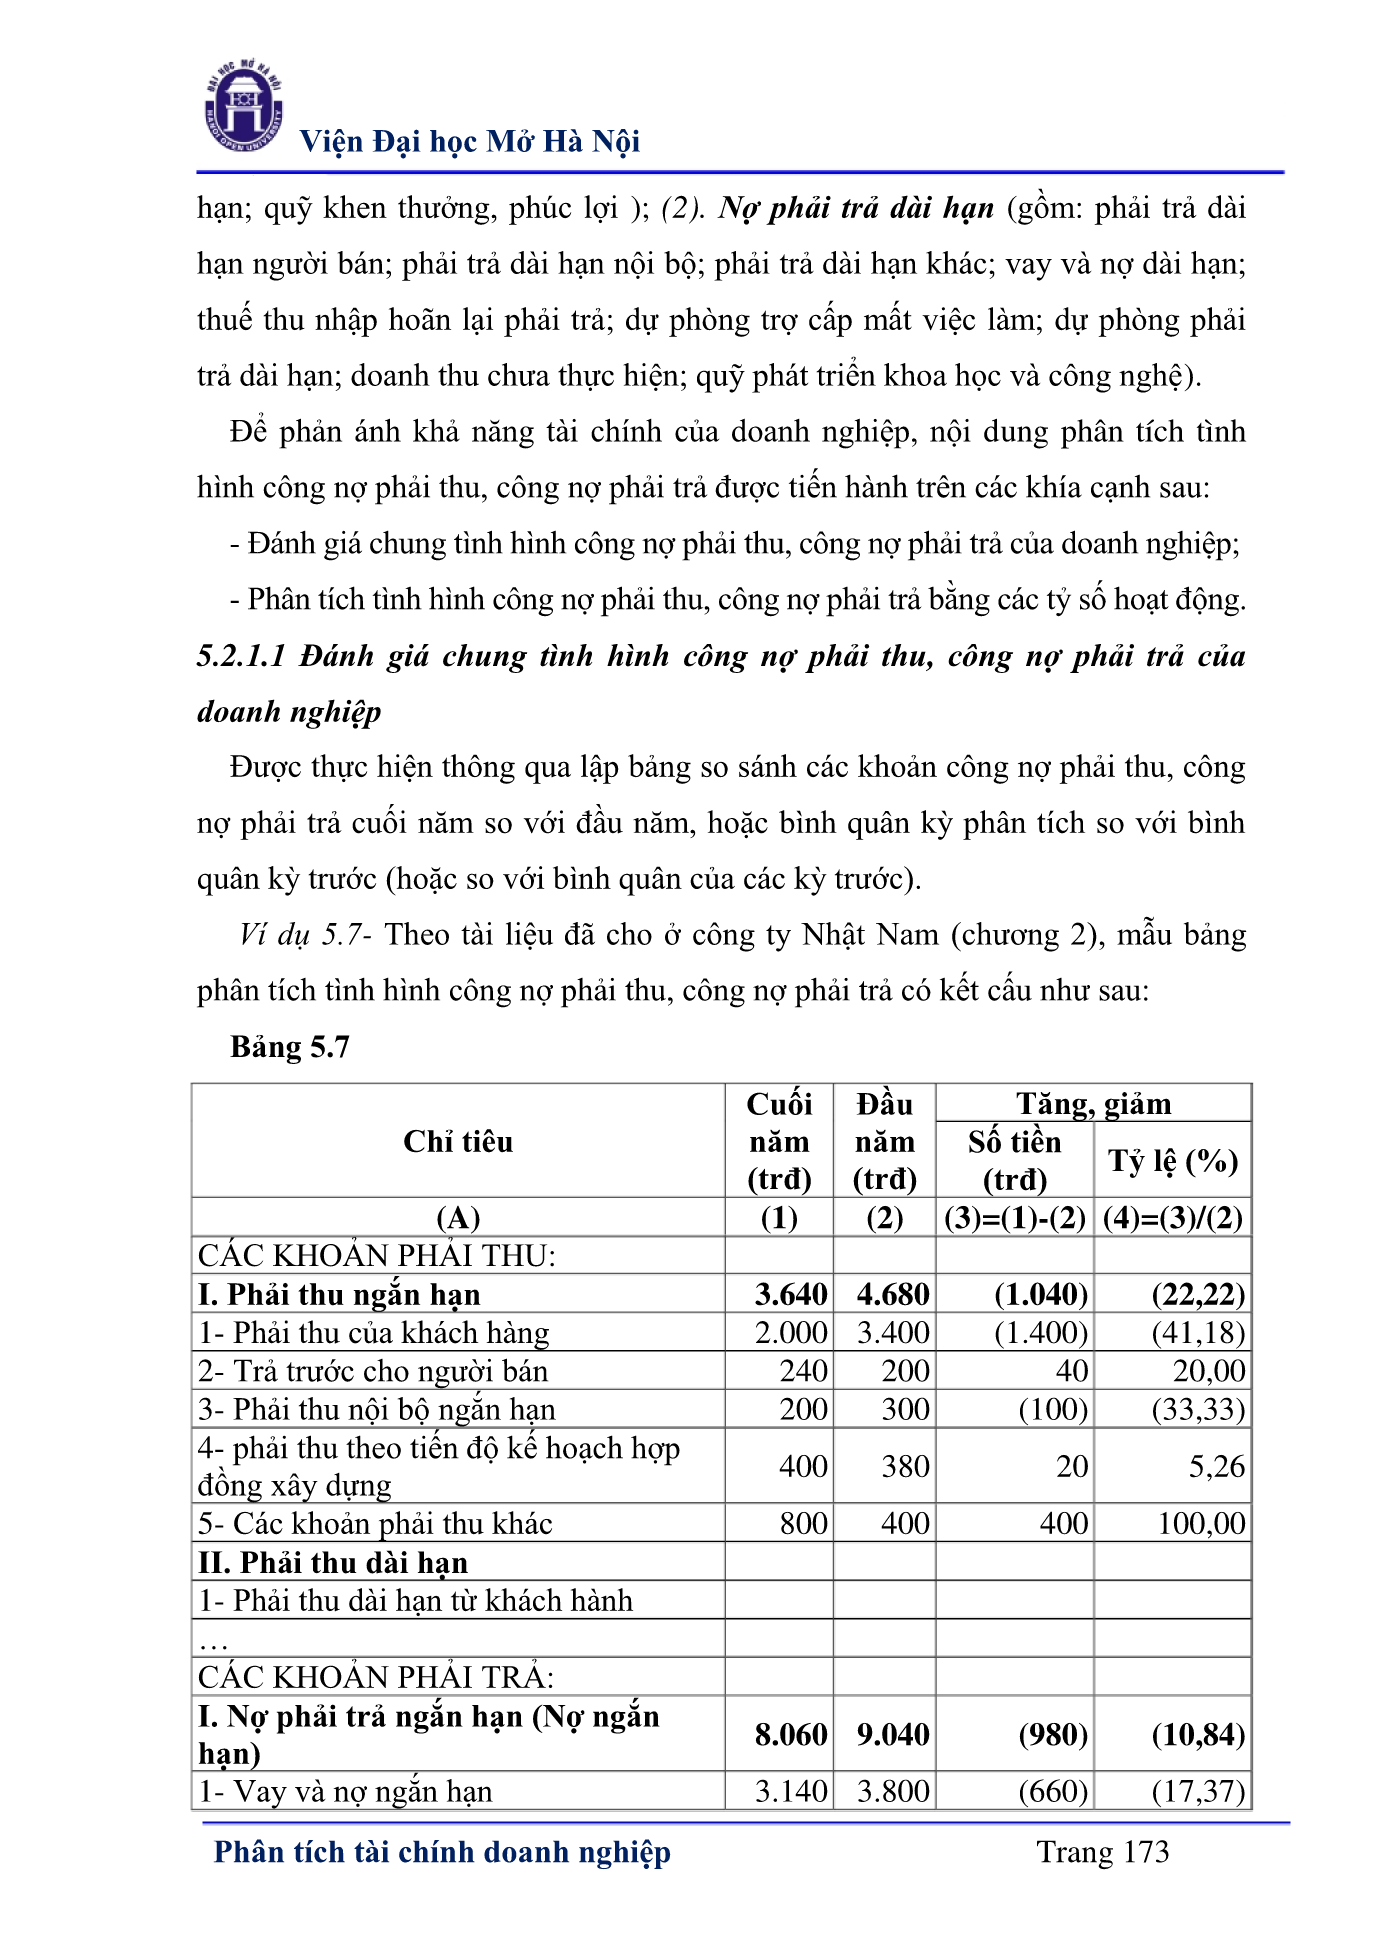 ĐẠI HỌC MỞ HÀ NỘI
HANOI OPEN UNIVERSITY
Viện Đại học Mở Hà Nội
hạn; quỹ khen thưởng, phúc lợi ); (2). Nợ phải trả dài hạn (gồm: phải trả dài
hạn người bán; phải trả dài hạn nội bộ; phải trả dài hạn khác; vay và nợ dài hạn;
thuế thu nhập hoãn lại phải trả; dự phòng trợ cấp mất việc làm; dự phòng phải
trả dài hạn; doanh thu chưa thực hiện; quỹ phát triển khoa học và công nghệ).
Để phản ánh khả năng tài chính của doanh nghiệp, nội dung phân tích tình
hình công nợ phải thu, công nợ phải trả được tiến hành trên các khía cạnh sau:
- Đánh giá chung tình hình công nợ phải thu, công nợ phải trả của doanh nghiệp;
- Phân tích tình hình công nợ phải thu, công nợ phải trả bằng các tỷ số hoạt động.
5.2.1.1 Đánh giá chung tình hình công nợ phải thu, công nợ phải trả của
doanh nghiệp
Được thực hiện thông qua lập bảng so sánh các khoản công nợ phải thu, công
nợ phải trả cuối năm so với đầu năm, hoặc bình quân kỳ phân tích so với bình
quân kỳ trước (hoặc so với bình quân của các kỳ trước).
Ví dụ 5.7- Theo tài liệu đã cho ở công ty Nhật Nam (chương 2), mẫu bảng
phân tích tình hình công nợ phải thu, công nợ phải trả có kết cấu như sau:
Bảng 5.7
Chỉ tiêu Cuối năm (trđ) Đầu năm (trđ) Tăng, giảm
Số tiền (trđ) Tỷ lệ (%)
(A) (1) (2) (3)=(1)-(2) (4)=(3)/(2)
CÁC KHOẢN PHẢI THU:
I. Phải thu ngắn hạn 3.640 4.680 (1.040) (22,22)
1- Phải thu của khách hàng 2.000 3.400 (1.400) (41,18)
2- Trả trước cho người bán 240 200 40 20,00
3- Phải thu nội bộ ngắn hạn 200 300 (100) (33,33)
4- phải thu theo tiến độ kế hoạch hợp
đồng xây dựng 400 380 20 5,26
5- Các khoản phải thu khác 800 400 400 100,00
II. Phải thu dài hạn
1- Phải thu dài hạn từ khách hành
…
CÁC KHOẢN PHẢI TRẢ:
I. Nợ phải trả ngắn hạn (Nợ ngắn
hạn) 8.060 9.040 (980) (10,84)
1- Vay và nợ ngắn hạn 3.140 3.800 (660) (17,37)
Phân tích tài chính doanh nghiệp Trang 173